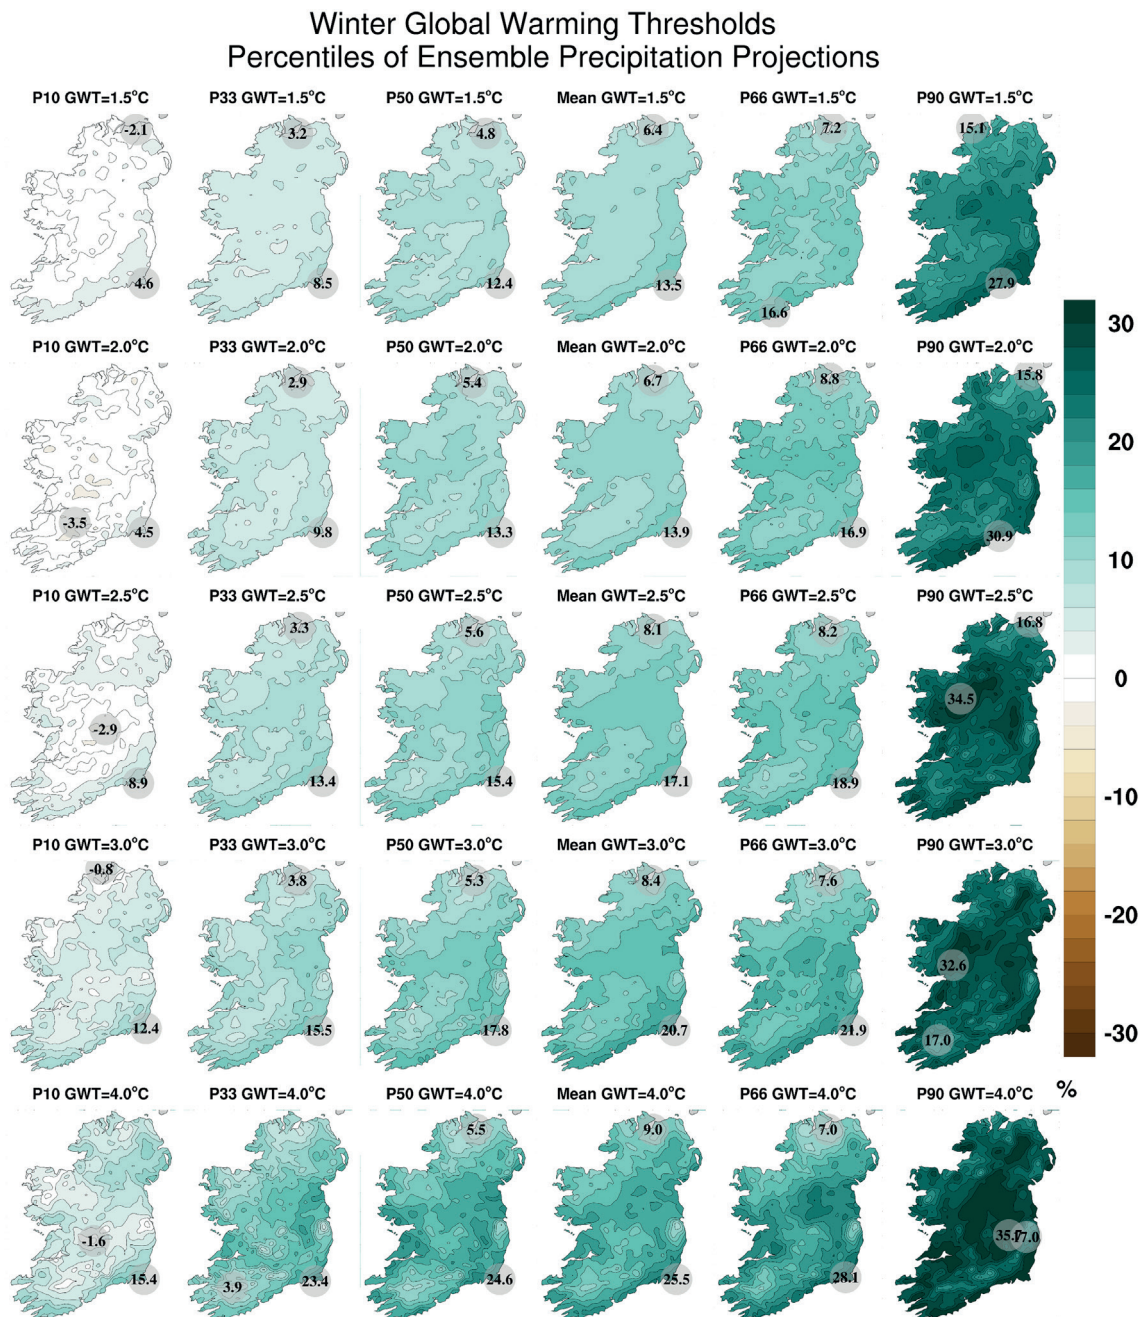 Winter Global Warming Thresholds
Percentiles of Ensemble Precipitation Projections
P10 GWT=1.5°C P33 GWT=1.5°C P50 GWT=1.5°C Mean GWT=1.5°C P66 GWT=1.5°C P90 GWT=1.5°C
-2.1 3.2 4.8 6.4 7.2 15.1
4.6 8.5 12.4 13.5 16.6 27.9
P10 GWT=2.0°C P33 GWT=2.0°C P50 GWT=2.0°C Mean GWT=2.0°C P66 GWT=2.0°C P90 GWT=2.0°C
2.9 5.4 6.7 8.8 15.8
-3.5 4.5 9.8 13.3 13.9 16.9 30.9
P10 GWT=2.5°C P33 GWT=2.5°C P50 GWT=2.5°C Mean GWT=2.5°C P66 GWT=2.5°C P90 GWT=2.5°C
3.3 5.6 8.1 8.2 16.8
-2.9 34.5
8.9 13.4 15.4 17.1 18.9
P10 GWT=3.0°C P33 GWT=3.0°C P50 GWT=3.0°C Mean GWT=3.0°C P66 GWT=3.0°C P90 GWT=3.0°C
-0.8 3.8 5.3 8.4 7.6
32.6
12.4 15.5 17.8 20.7 21.9 17.0
P10 GWT=4.0°C P33 GWT=4.0°C P50 GWT=4.0°C Mean GWT=4.0°C P66 GWT=4.0°C P90 GWT=4.0°C
5.5 9.0 7.0
-1.6
15.4 3.9 23.4 24.6 25.5 28.1
30
20
10
0
-10
-20
-30
%